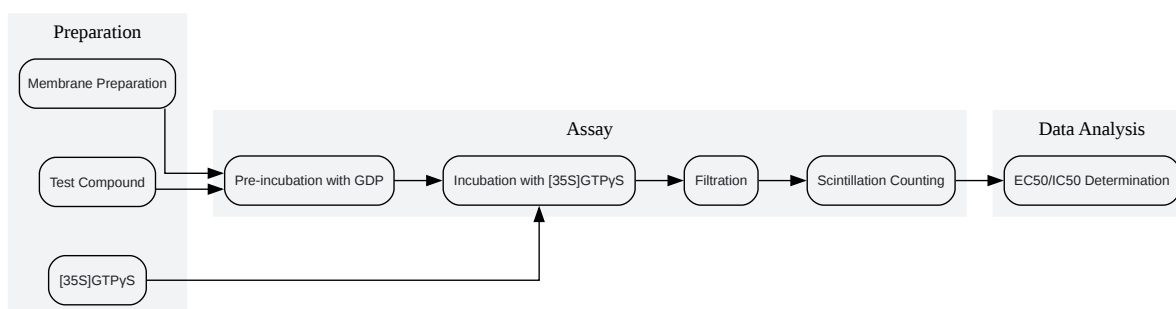 Preparation
Membrane Preparation
Test Compound
[35S]GTPγS
Assay
Pre-incubation with GDP
Incubation with [35S]GTPγS
Filtration
Scintillation Counting
Data Analysis
EC50/IC50 Determination